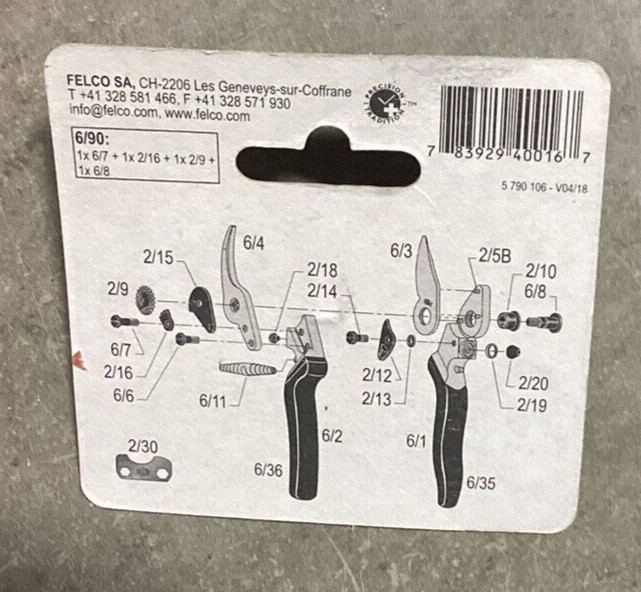 FELCO SA, CH-2206 Les Geneveys-sur-Coffrane
T +41 328 581 466, F +41 328 571 930
info@felco.com, www.felco.com
PRECISION
TRADITION
TM
7 83929 40016 7
5 790 106 - V04/18
6/90:
1x 6/7 + 1x 2/16 + 1x 2/9 +
1x 6/8
6/4
6/3
2/5B
2/15
2/18
2/10
2/9
2/14
6/8
6/7
2/16
6/6
6/11
2/12
2/13
2/20
2/19
6/2
6/1
2/30
6/36
6/35